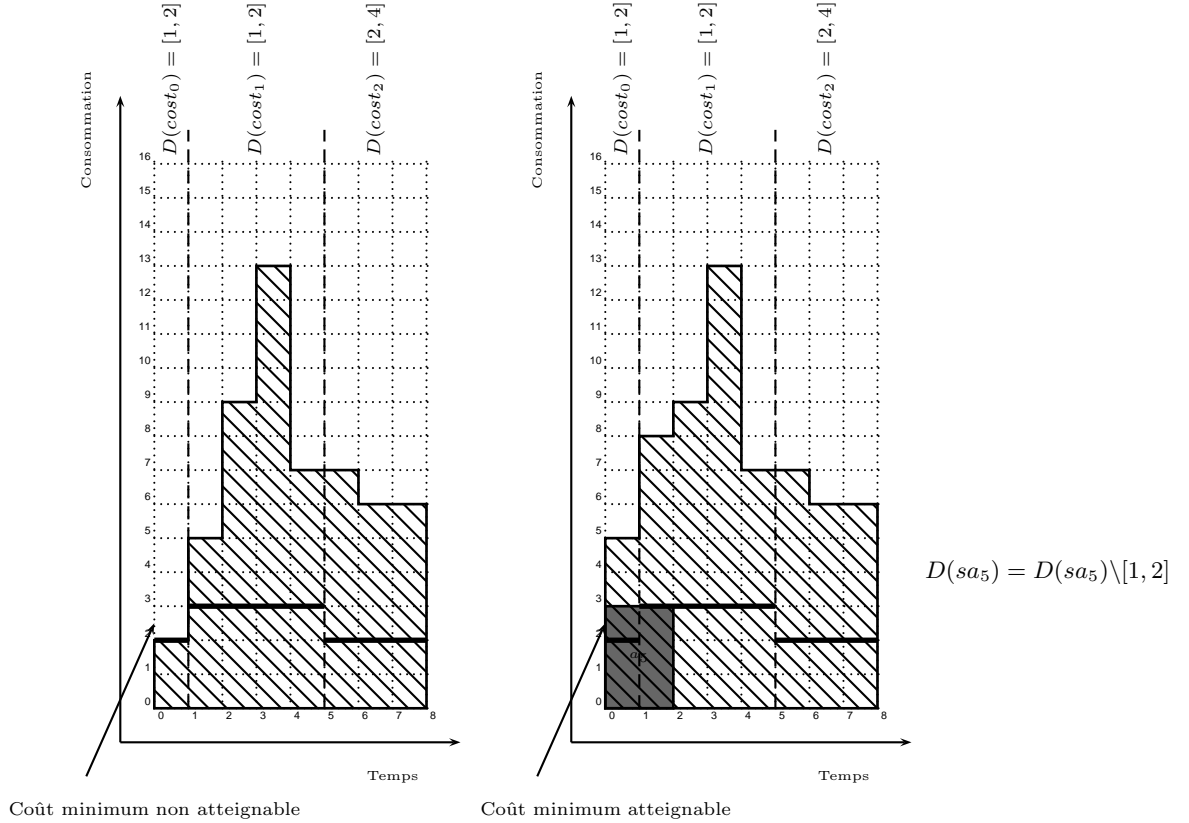 D(cost₀) = [1, 2]
D(cost₁) = [1, 2]
D(cost₂) = [2, 4]
Consommation
16
15
14
13
12
11
10
9
8
7
6
5
4
3
2
1
0
0 1 2 3 4 5 6 7 8
Temps
Coût minimum non atteignable
D(cost₀) = [1, 2]
D(cost₁) = [1, 2]
D(cost₂) = [2, 4]
Consommation
16
15
14
13
12
11
10
9
8
7
6
5
4
3
2
1
0
a₅
0 1 2 3 4 5 6 7 8
Temps
Coût minimum atteignable
D(sa₅) = D(sa₅)\[1, 2]